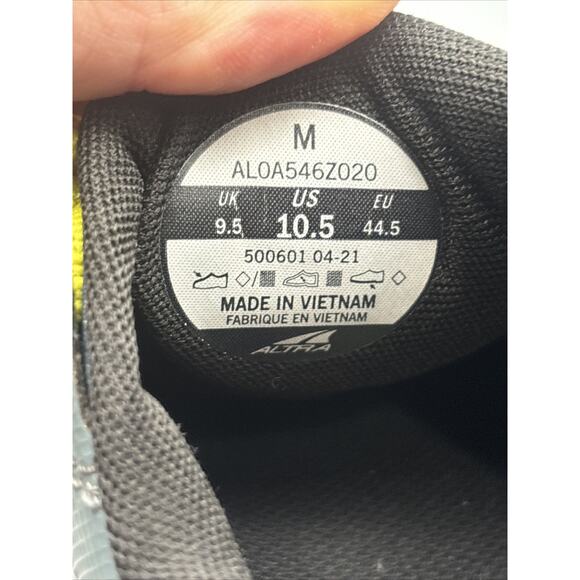 M
AL0A546Z020
UK US EU
9.5 10.5 44.5
500601 04-21
MADE IN VIETNAM
FABRIQUE EN VIETNAM
ALTRA